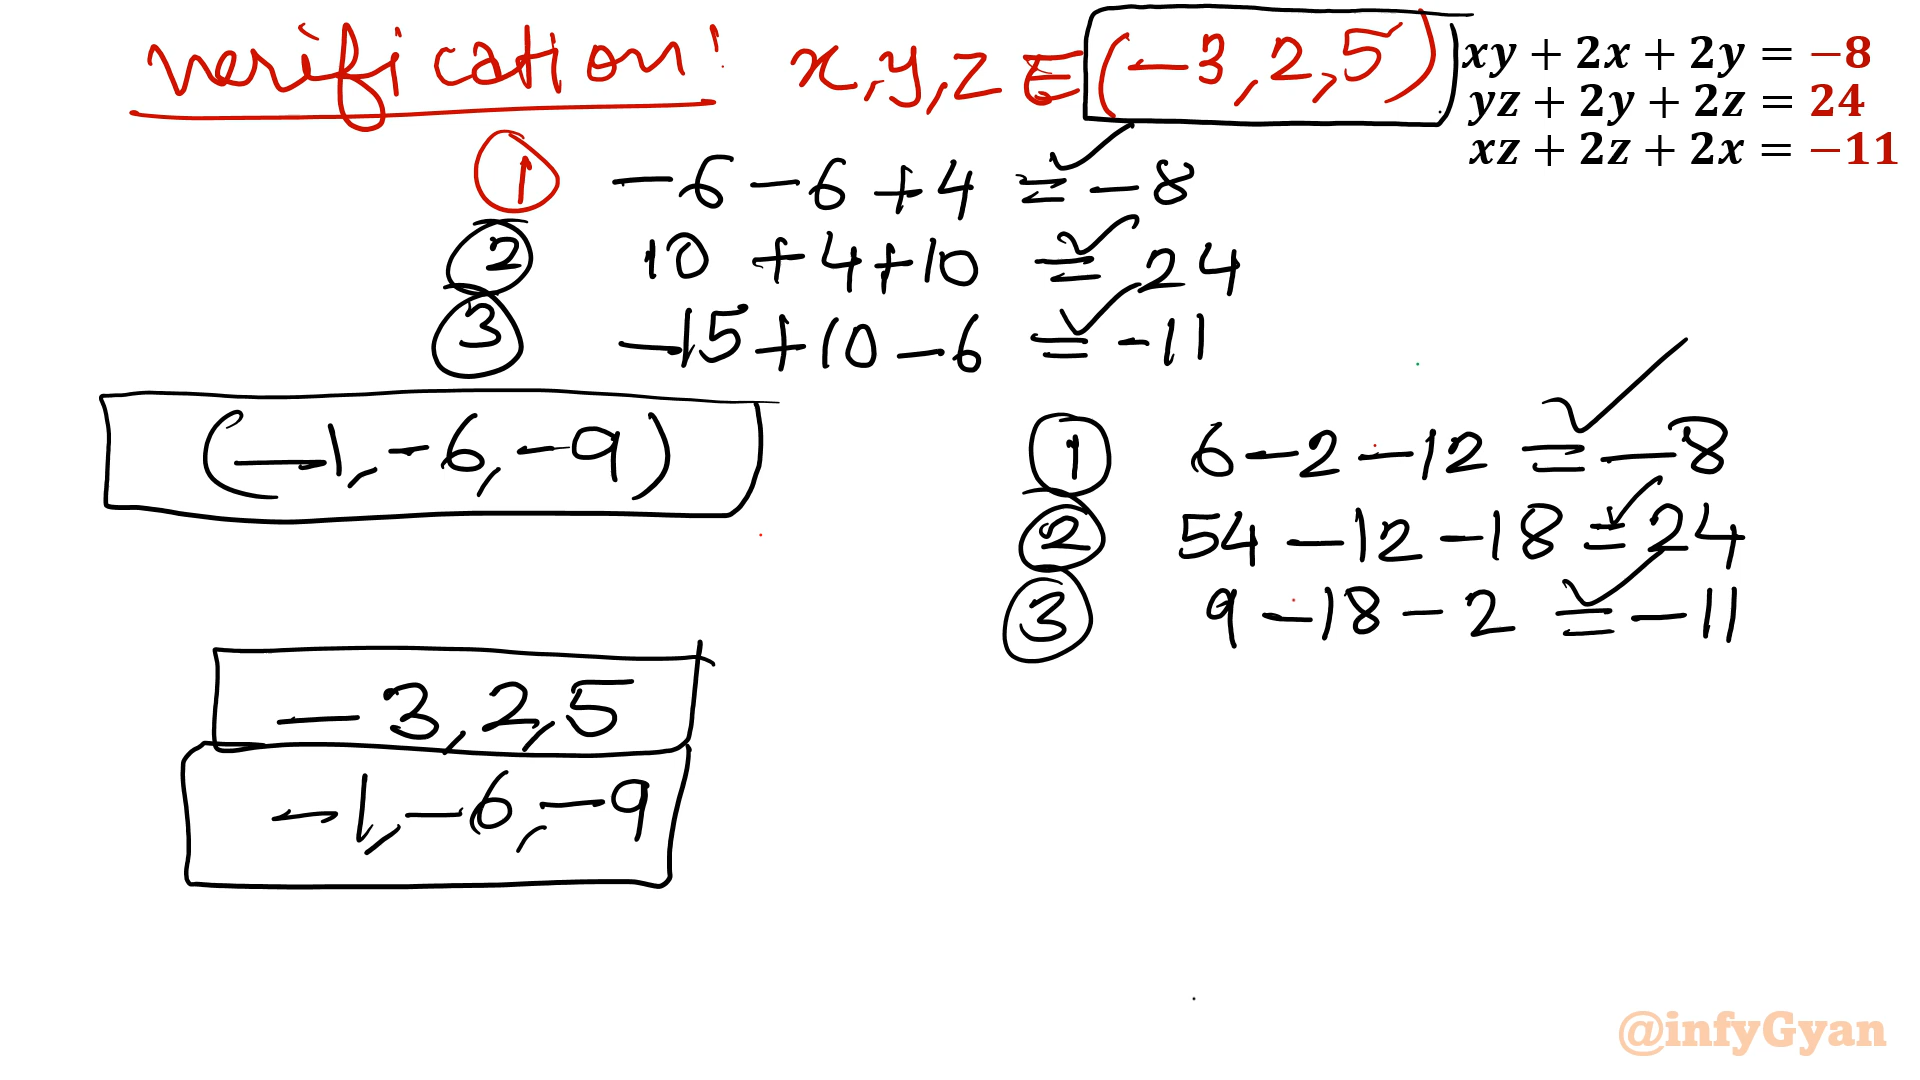 verification: x,y,z ∈ (-3,2,5)
xy + 2x + 2y = -8
yz + 2y + 2z = 24
xz + 2z + 2x = -11
① -6-6+4 = -8
② 10+4+10 = 24
③ -15+10-6 = -11
(-1,-6,-9)
① 6-2-12 = -8
② 54-12-18 = 24
③ 9-18-2 = -11
-3,2,5
-1,-6,-9
@infyGyan